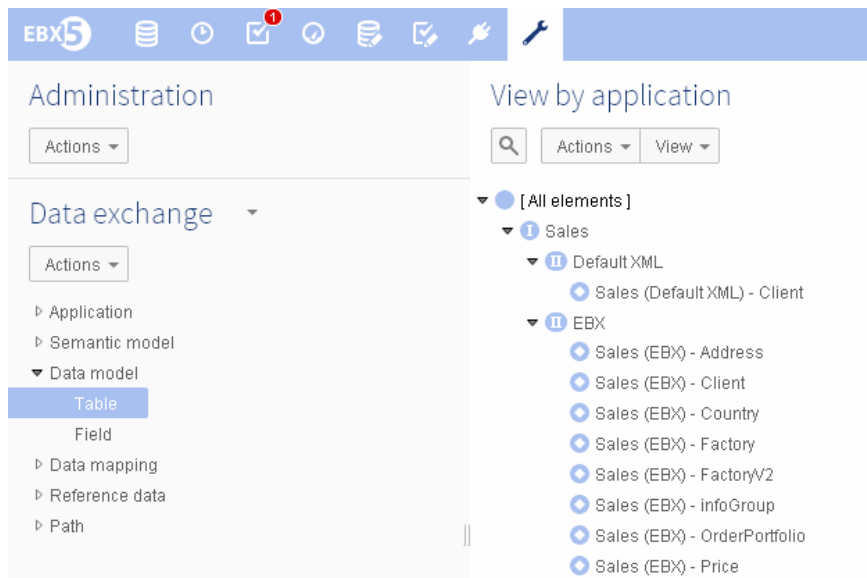 EBX5
1
Administration
Actions
Data exchange
Actions
Application
Semantic model
Data model
Table
Field
Data mapping
Reference data
Path
View by application
Actions View
[ All elements ]
I Sales
II Default XML
Sales (Default XML) - Client
II EBX
Sales (EBX) - Address
Sales (EBX) - Client
Sales (EBX) - Country
Sales (EBX) - Factory
Sales (EBX) - FactoryV2
Sales (EBX) - infoGroup
Sales (EBX) - OrderPortfolio
Sales (EBX) - Price